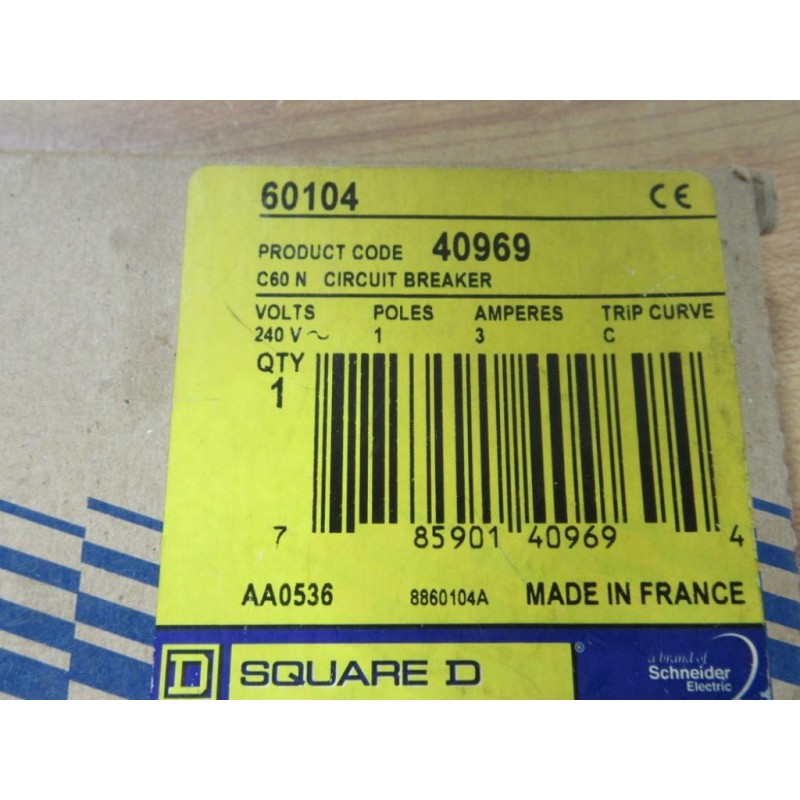 60104 CE
PRODUCT CODE 40969
C60 N CIRCUIT BREAKER
VOLTS POLES AMPERES TRIP CURVE
240 V ~ 1 3 C
QTY
1
7 85901 40969 4
AA0536 8860104A MADE IN FRANCE
D SQUARE D ®
a brand of
Schneider
Electric